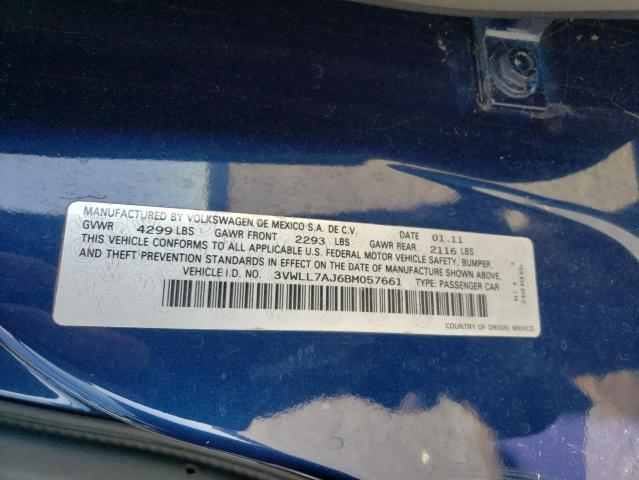 MANUFACTURED BY VOLKSWAGEN DE MEXICO S.A. DE C.V. DATE 01.11
GVWR 4299 LBS GAWR FRONT 2293 LBS GAWR REAR 2116 LBS
THIS VEHICLE CONFORMS TO ALL APPLICABLE U.S. FEDERAL MOTOR VEHICLE SAFETY, BUMPER,
AND THEFT PREVENTION STANDARDS IN EFFECT ON THE DATE OF MANUFACTURE SHOWN ABOVE.
VEHICLE I.D. NO. 3VWLL7AJ6BM057661 TYPE: PASSENGER CAR
COUNTRY OF ORIGIN: MEXICO